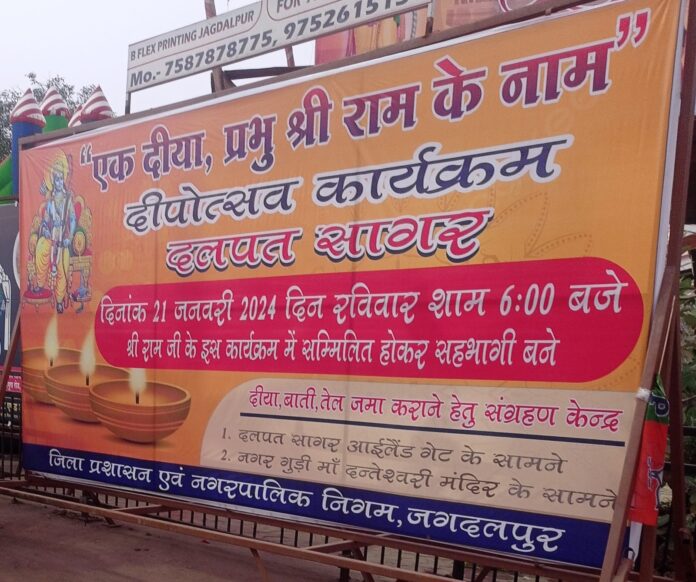 B FLEX PRINTING JAGDALPUR
FOR
Mo.- 7587878775, 975261515
"एक दीया, प्रभु श्री राम के नाम"
दीपोत्सव कार्यक्रम
दलपत सागर
दिनांक 21 जनवरी 2024 दिन रविवार शाम 6:00 बजे
श्री राम जी के इस कार्यक्रम में सम्मिलित होकर सहभागी बने
दीया,बाती,तेल जमा कराने हेतु संग्रहण केन्द्र
1. दलपत सागर आईलैंड गेट के सामने
2. नगर गुड़ी माँ दन्तेश्वरी मंदिर के सामने
जिला प्रशासन एवं नगरपालिक निगम, जगदलपुर